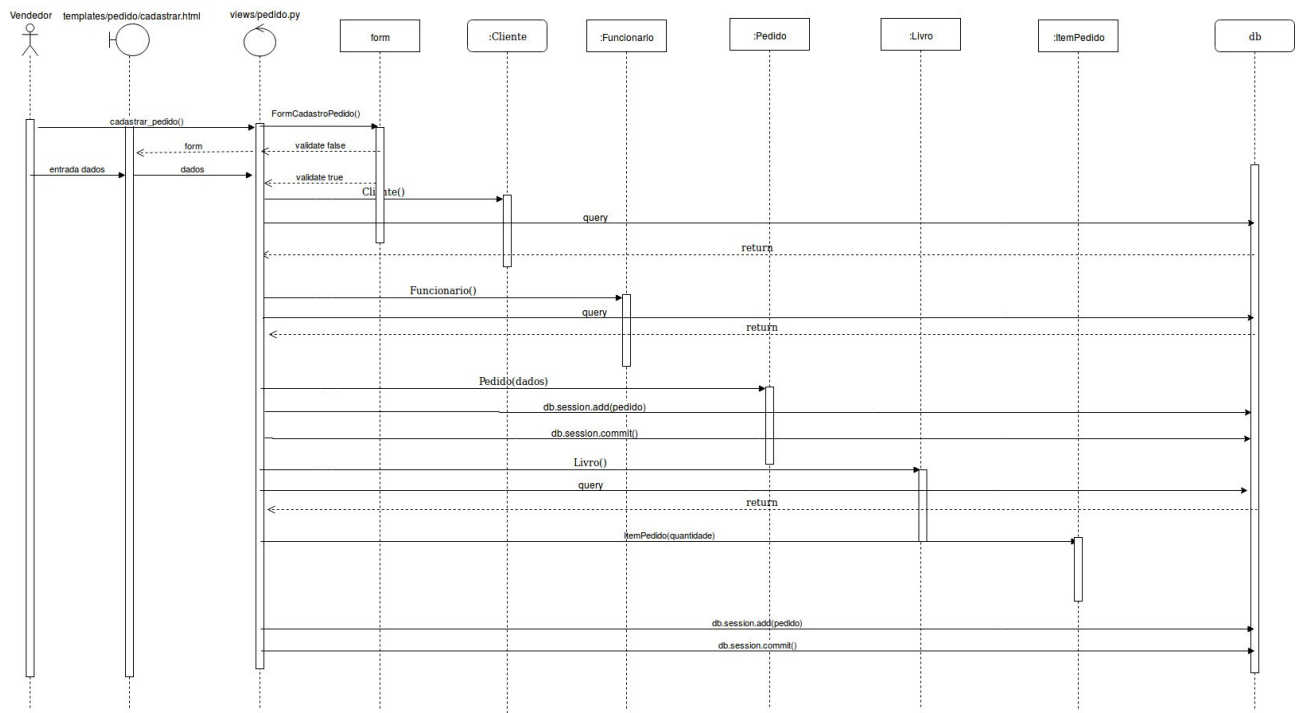 Vendedor
templates/pedido/cadastrar.html
views/pedido.py
form
:Cliente
:Funcionario
:Pedido
:Livro
:ItemPedido
db
cadastrar_pedido()
FormCadastroPedido()
form
validate false
entrada dados
dados
validate true
Cliente()
query
return
Funcionario()
query
return
Pedido(dados)
db.session.add(pedido)
db.session.commit()
Livro()
query
return
ItemPedido(quantidade)
db.session.add(pedido)
db.session.commit()